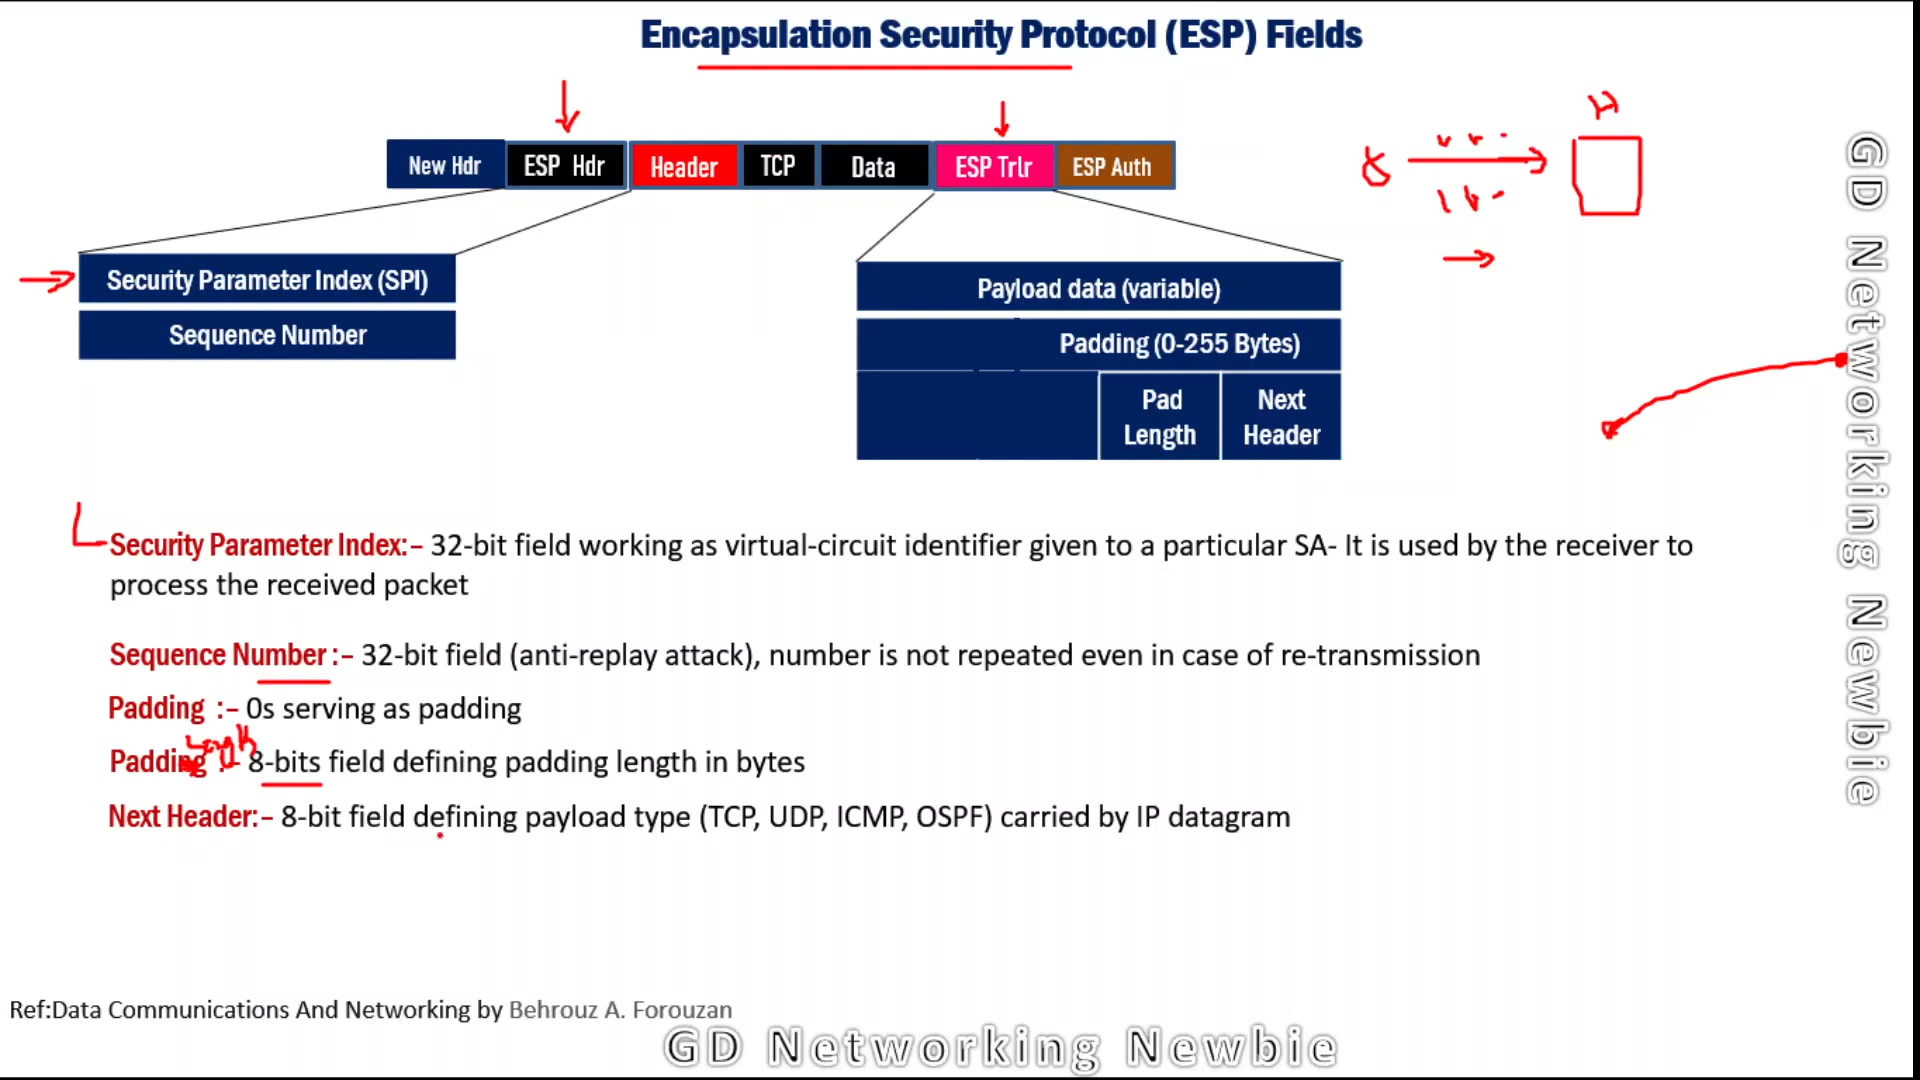 Encapsulation Security Protocol (ESP) Fields
New Hdr ESP Hdr Header TCP Data ESP Trlr ESP Auth
Security Parameter Index (SPI)
Sequence Number
Payload data (variable)
Padding (0-255 Bytes)
Pad Length
Next Header
Security Parameter Index:- 32-bit field working as virtual-circuit identifier given to a particular SA- It is used by the receiver to
process the received packet
Sequence Number :- 32-bit field (anti-replay attack), number is not repeated even in case of re-transmission
Padding :- 0s serving as padding
Length
Padding :- 8-bits field defining padding length in bytes
Next Header:- 8-bit field defining payload type (TCP, UDP, ICMP, OSPF) carried by IP datagram
Ref:Data Communications And Networking by Behrouz A. Forouzan
GD Networking Newbie
GD Networking Newbie